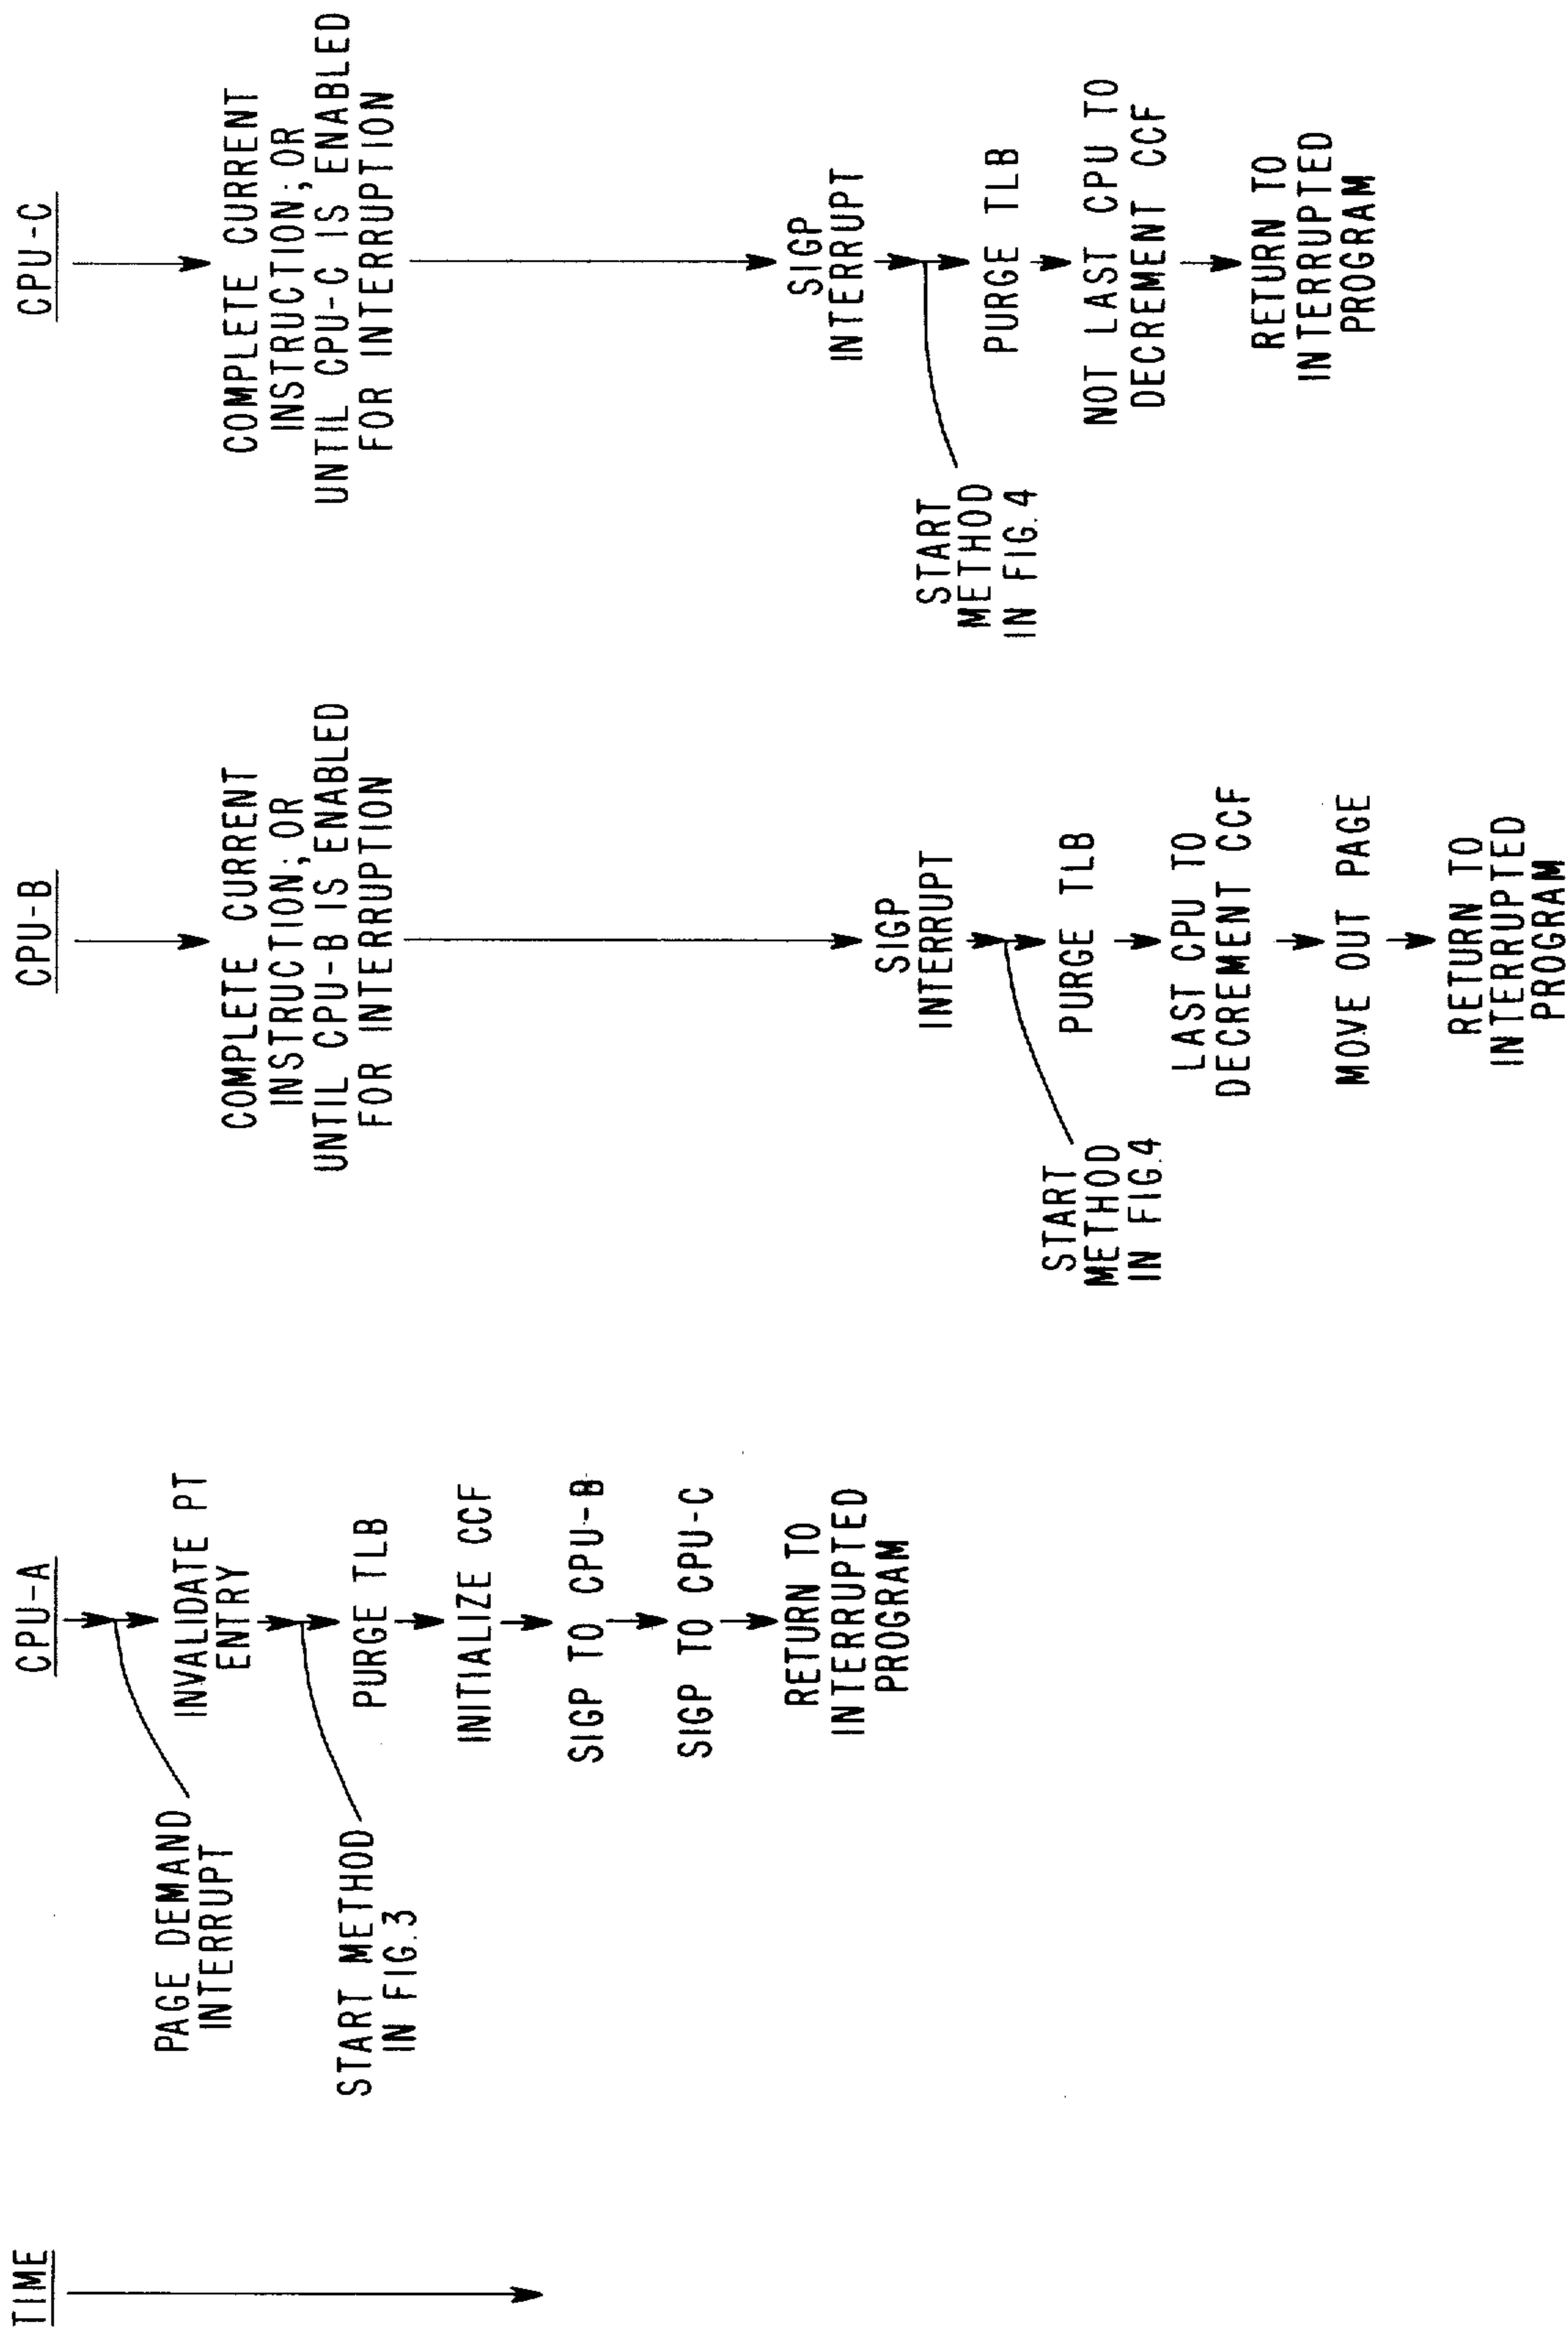 TIME
CPU-A
PAGE DEMAND
INTERRUPT
INVALIDATE PT
ENTRY
START METHOD
IN FIG.3
PURGE TLB
INITIALIZE CCF
SIGP TO CPU-B
SIGP TO CPU-C
RETURN TO
INTERRUPTED
PROGRAM
CPU-B
COMPLETE CURRENT
INSTRUCTION; OR
UNTIL CPU-B IS ENABLED
FOR INTERRUPTION
SIGP
INTERRUPT
START
METHOD
IN FIG.4
PURGE TLB
LAST CPU TO
DECREMENT CCF
MOVE OUT PAGE
RETURN TO
INTERRUPTED
PROGRAM
CPU-C
COMPLETE CURRENT
INSTRUCTION; OR
UNTIL CPU-C IS ENABLED
FOR INTERRUPTION
SIGP
INTERRUPT
START
METHOD
IN FIG.4
PURGE TLB
NOT LAST CPU TO
DECREMENT CCF
RETURN TO
INTERRUPTED
PROGRAM